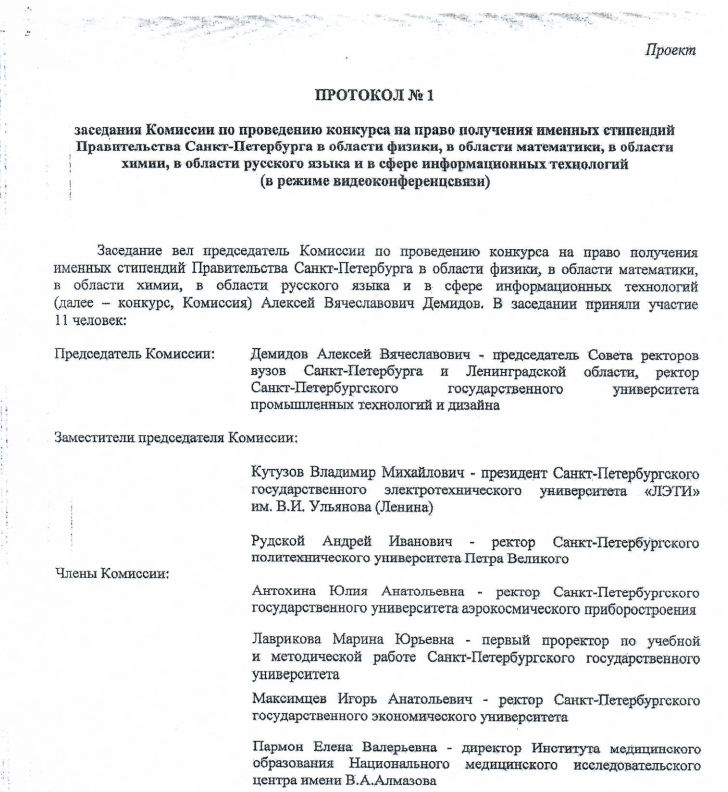 Проект
ПРОТОКОЛ № 1
заседания Комиссии по проведению конкурса на право получения именных стипендий
Правительства Санкт-Петербурга в области физики, в области математики, в области
химии, в области русского языка и в сфере информационных технологий
(в режиме видеоконференцсвязи)
Заседание вел председатель Комиссии по проведению конкурса на право получения
именных стипендий Правительства Санкт-Петербурга в области физики, в области математики,
в области химии, в области русского языка и в сфере информационных технологий
(далее – конкурс, Комиссия) Алексей Вячеславович Демидов. В заседании приняли участие
11 человек:
Председатель Комиссии: Демидов Алексей Вячеславович - председатель Совета ректоров
вузов Санкт-Петербурга и Ленинградской области, ректор
Санкт-Петербургского государственного университета
промышленных технологий и дизайна
Заместители председателя Комиссии:
Кутузов Владимир Михайлович - президент Санкт-Петербургского
государственного электротехнического университета «ЛЭТИ»
им. В.И. Ульянова (Ленина)
Рудской Андрей Иванович - ректор Санкт-Петербургского
политехнического университета Петра Великого
Члены Комиссии:
Антохина Юлия Анатольевна - ректор Санкт-Петербургского
государственного университета аэрокосмического приборостроения
Лаврикова Марина Юрьевна - первый проректор по учебной
и методической работе Санкт-Петербургского государственного
университета
Максимцев Игорь Анатольевич - ректор Санкт-Петербургского
государственного экономического университета
Пармон Елена Валерьевна - директор Института медицинского
образования Национального медицинского исследовательского
центра имени В.А.Алмазова